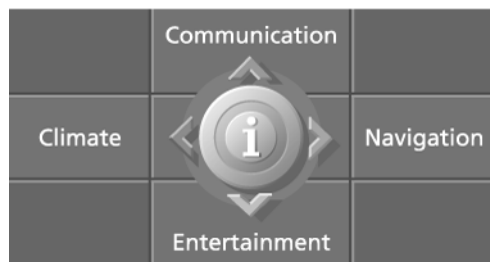 Communication
Climate
i
Navigation
Entertainment